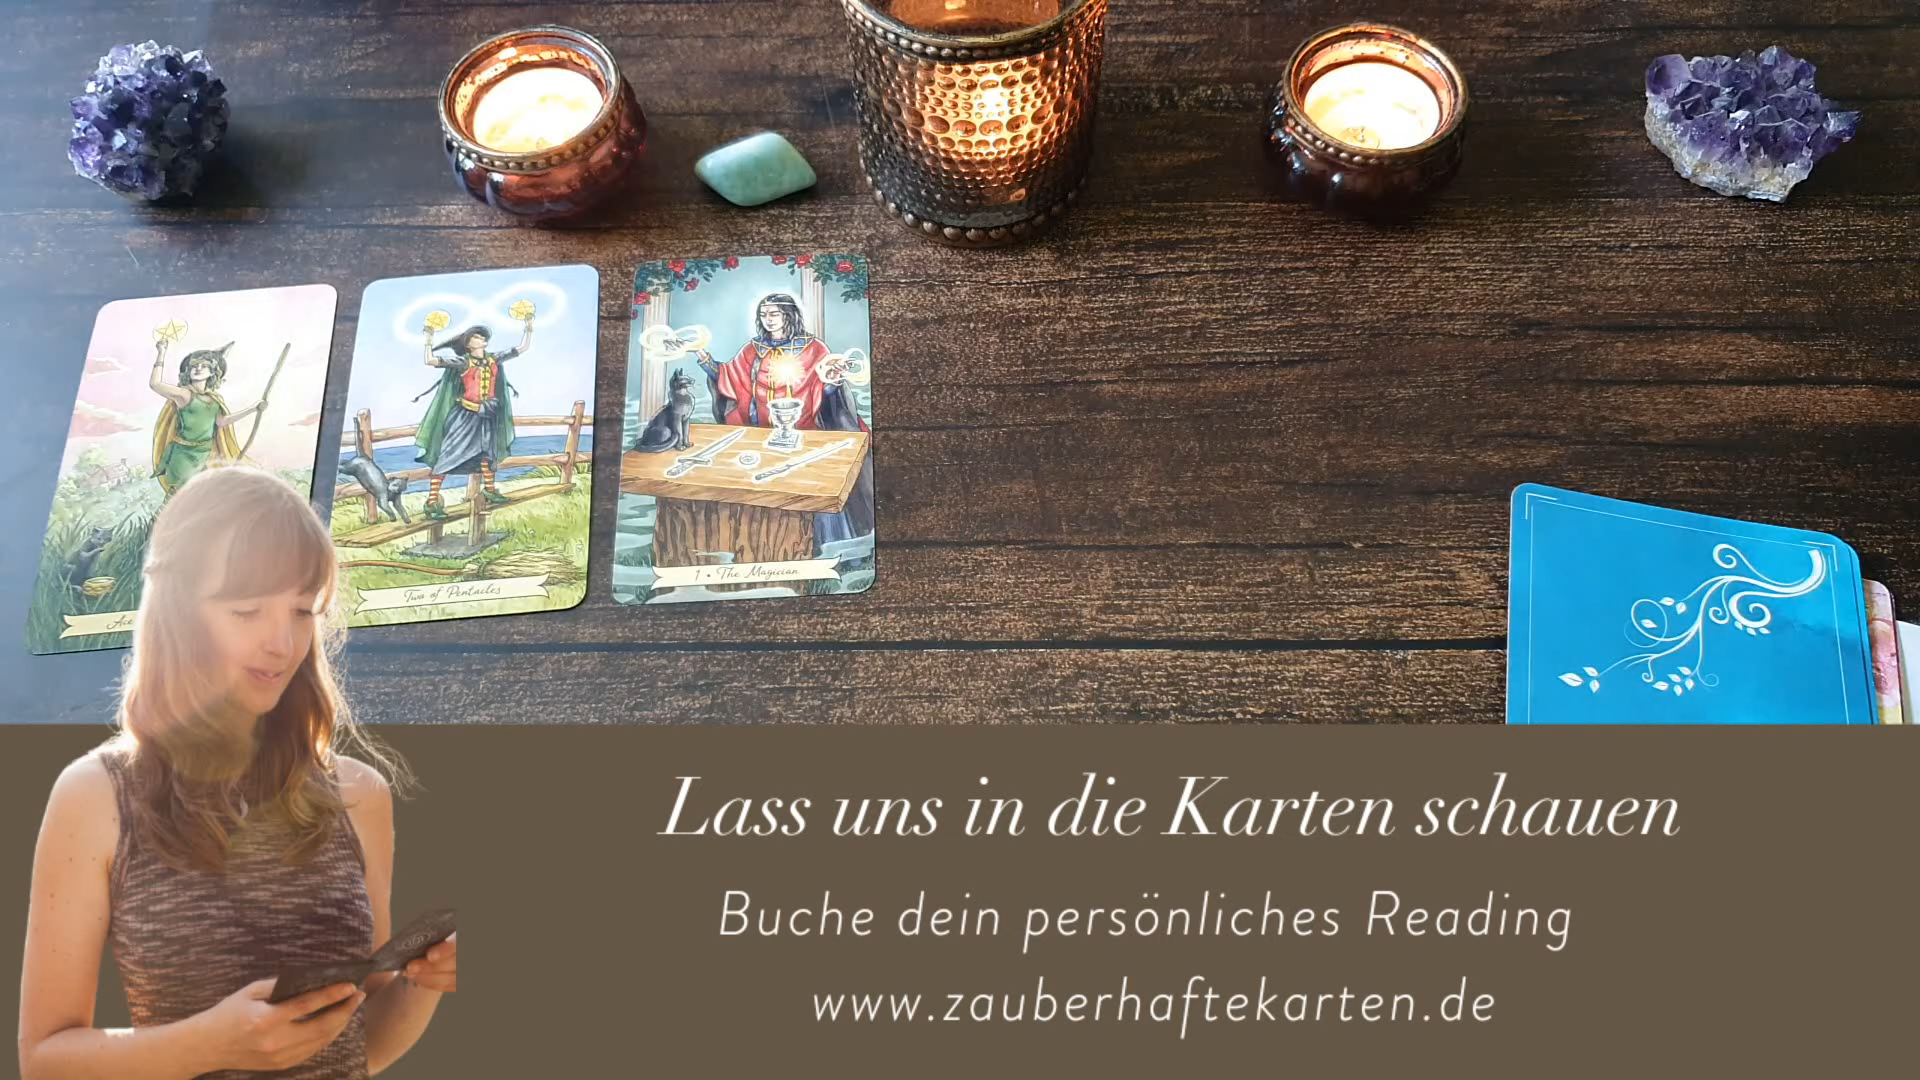 Ace
Two of Pentacles
1 • The Magician
Lass uns in die Karten schauen
Buche dein persönliches Reading
www.zauberhaftekarten.de